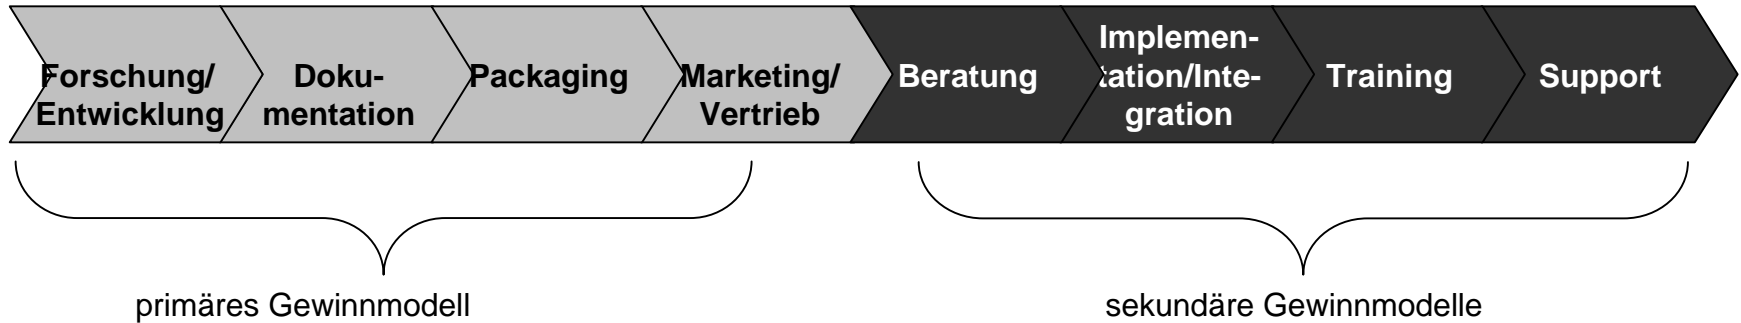 Forschung/
Entwicklung
Doku-
mentation
Packaging
Marketing/
Vertrieb
Beratung
Implemen-
tation/Inte-
gration
Training
Support
primäres Gewinnmodell
sekundäre Gewinnmodelle